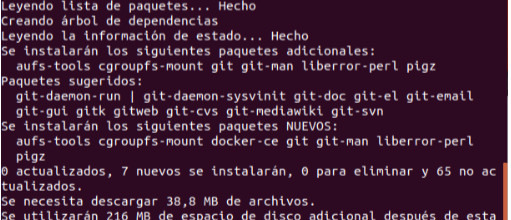 Leyendo lista de paquetes... Hecho
Creando árbol de dependencias
Leyendo la información de estado... Hecho
Se instalarán los siguientes paquetes adicionales:
  aufs-tools cgroupfs-mount git git-man liberror-perl pigz
Paquetes sugeridos:
  git-daemon-run | git-daemon-sysvinit git-doc git-el git-email
  git-gui gitk gitweb git-cvs git-mediawiki git-svn
Se instalarán los siguientes paquetes NUEVOS:
  aufs-tools cgroupfs-mount docker-ce git git-man liberror-perl
  pigz
0 actualizados, 7 nuevos se instalarán, 0 para eliminar y 65 no ac
tualizados.
Se necesita descargar 38,8 MB de archivos.
Se utilizarán 216 MB de espacio de disco adicional después de esta